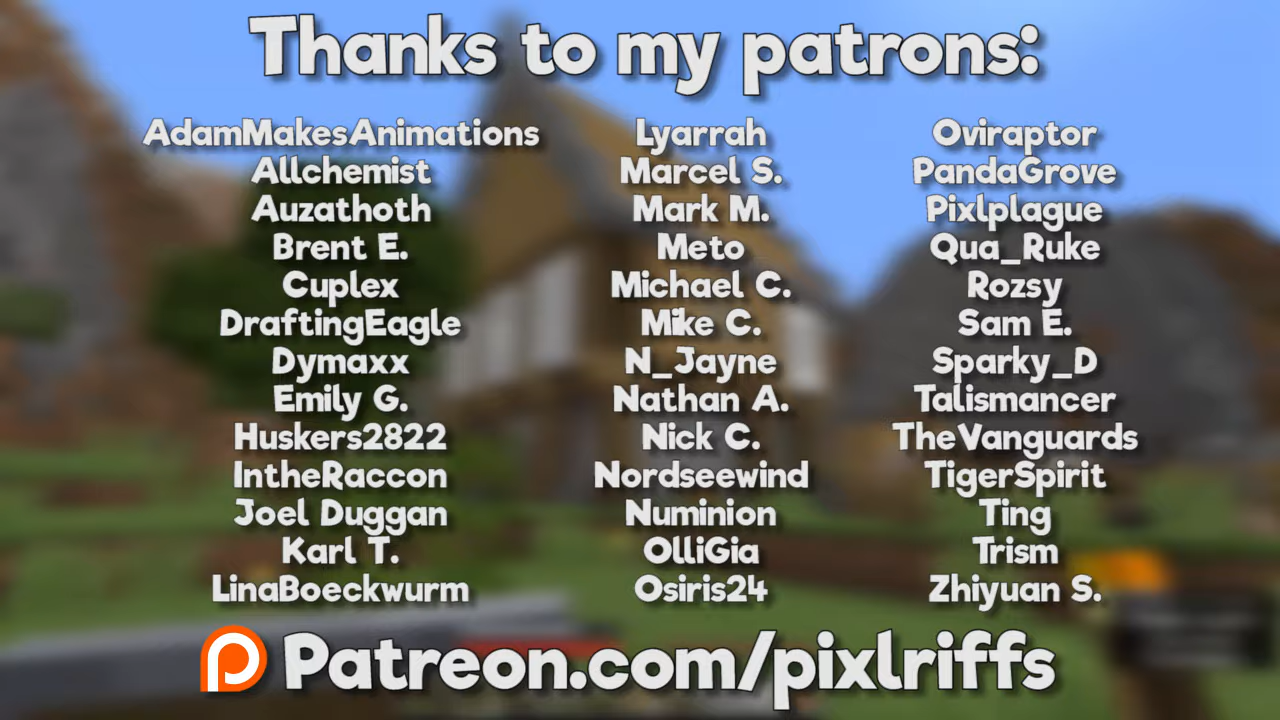 Thanks to my patrons:
AdamMakesAnimations
Allchemist
Auzathoth
Brent E.
Cuplex
DraftingEagle
Dymaxx
Emily G.
Huskers2822
IntheRaccon
Joel Duggan
Karl T.
LinaBoeckwurm
Lyarrah
Marcel S.
Mark M.
Meto
Michael C.
Mike C.
N_Jayne
Nathan A.
Nick C.
Nordseewind
Numinion
OlliGia
Osiris24
Oviraptor
PandaGrove
Pixlplague
Qua_Ruke
Rozsy
Sam E.
Sparky_D
Talismancer
TheVanguards
TigerSpirit
Ting
Trism
Zhiyuan S.
Patreon.com/pixlriffs